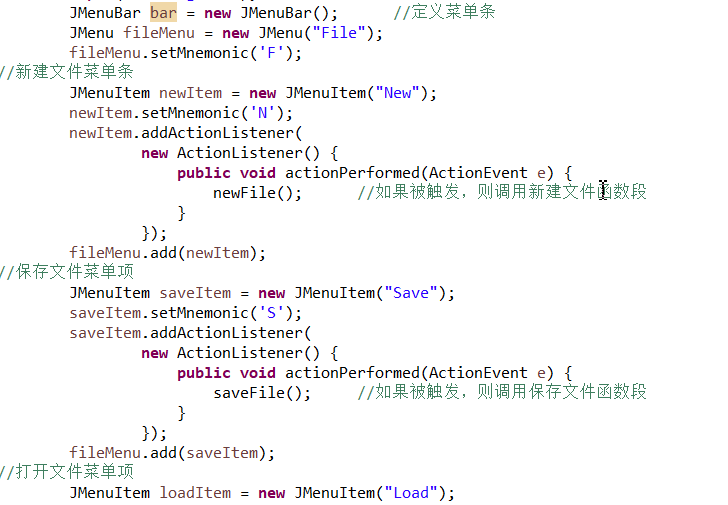 JMenuBar bar = new JMenuBar(); //定义菜单条
JMenu fileMenu = new JMenu("File");
fileMenu.setMnemonic('F');
//新建文件菜单条
JMenuItem newItem = new JMenuItem("New");
newItem.setMnemonic('N');
newItem.addActionListener(
new ActionListener() {
public void actionPerformed(ActionEvent e) {
newFile(); //如果被触发，则调用新建文件函数段
}
});
fileMenu.add(newItem);
//保存文件菜单项
JMenuItem saveItem = new JMenuItem("Save");
saveItem.setMnemonic('S');
saveItem.addActionListener(
new ActionListener() {
public void actionPerformed(ActionEvent e) {
saveFile(); //如果被触发，则调用保存文件函数段
}
});
fileMenu.add(saveItem);
//打开文件菜单项
JMenuItem loadItem = new JMenuItem("Load");